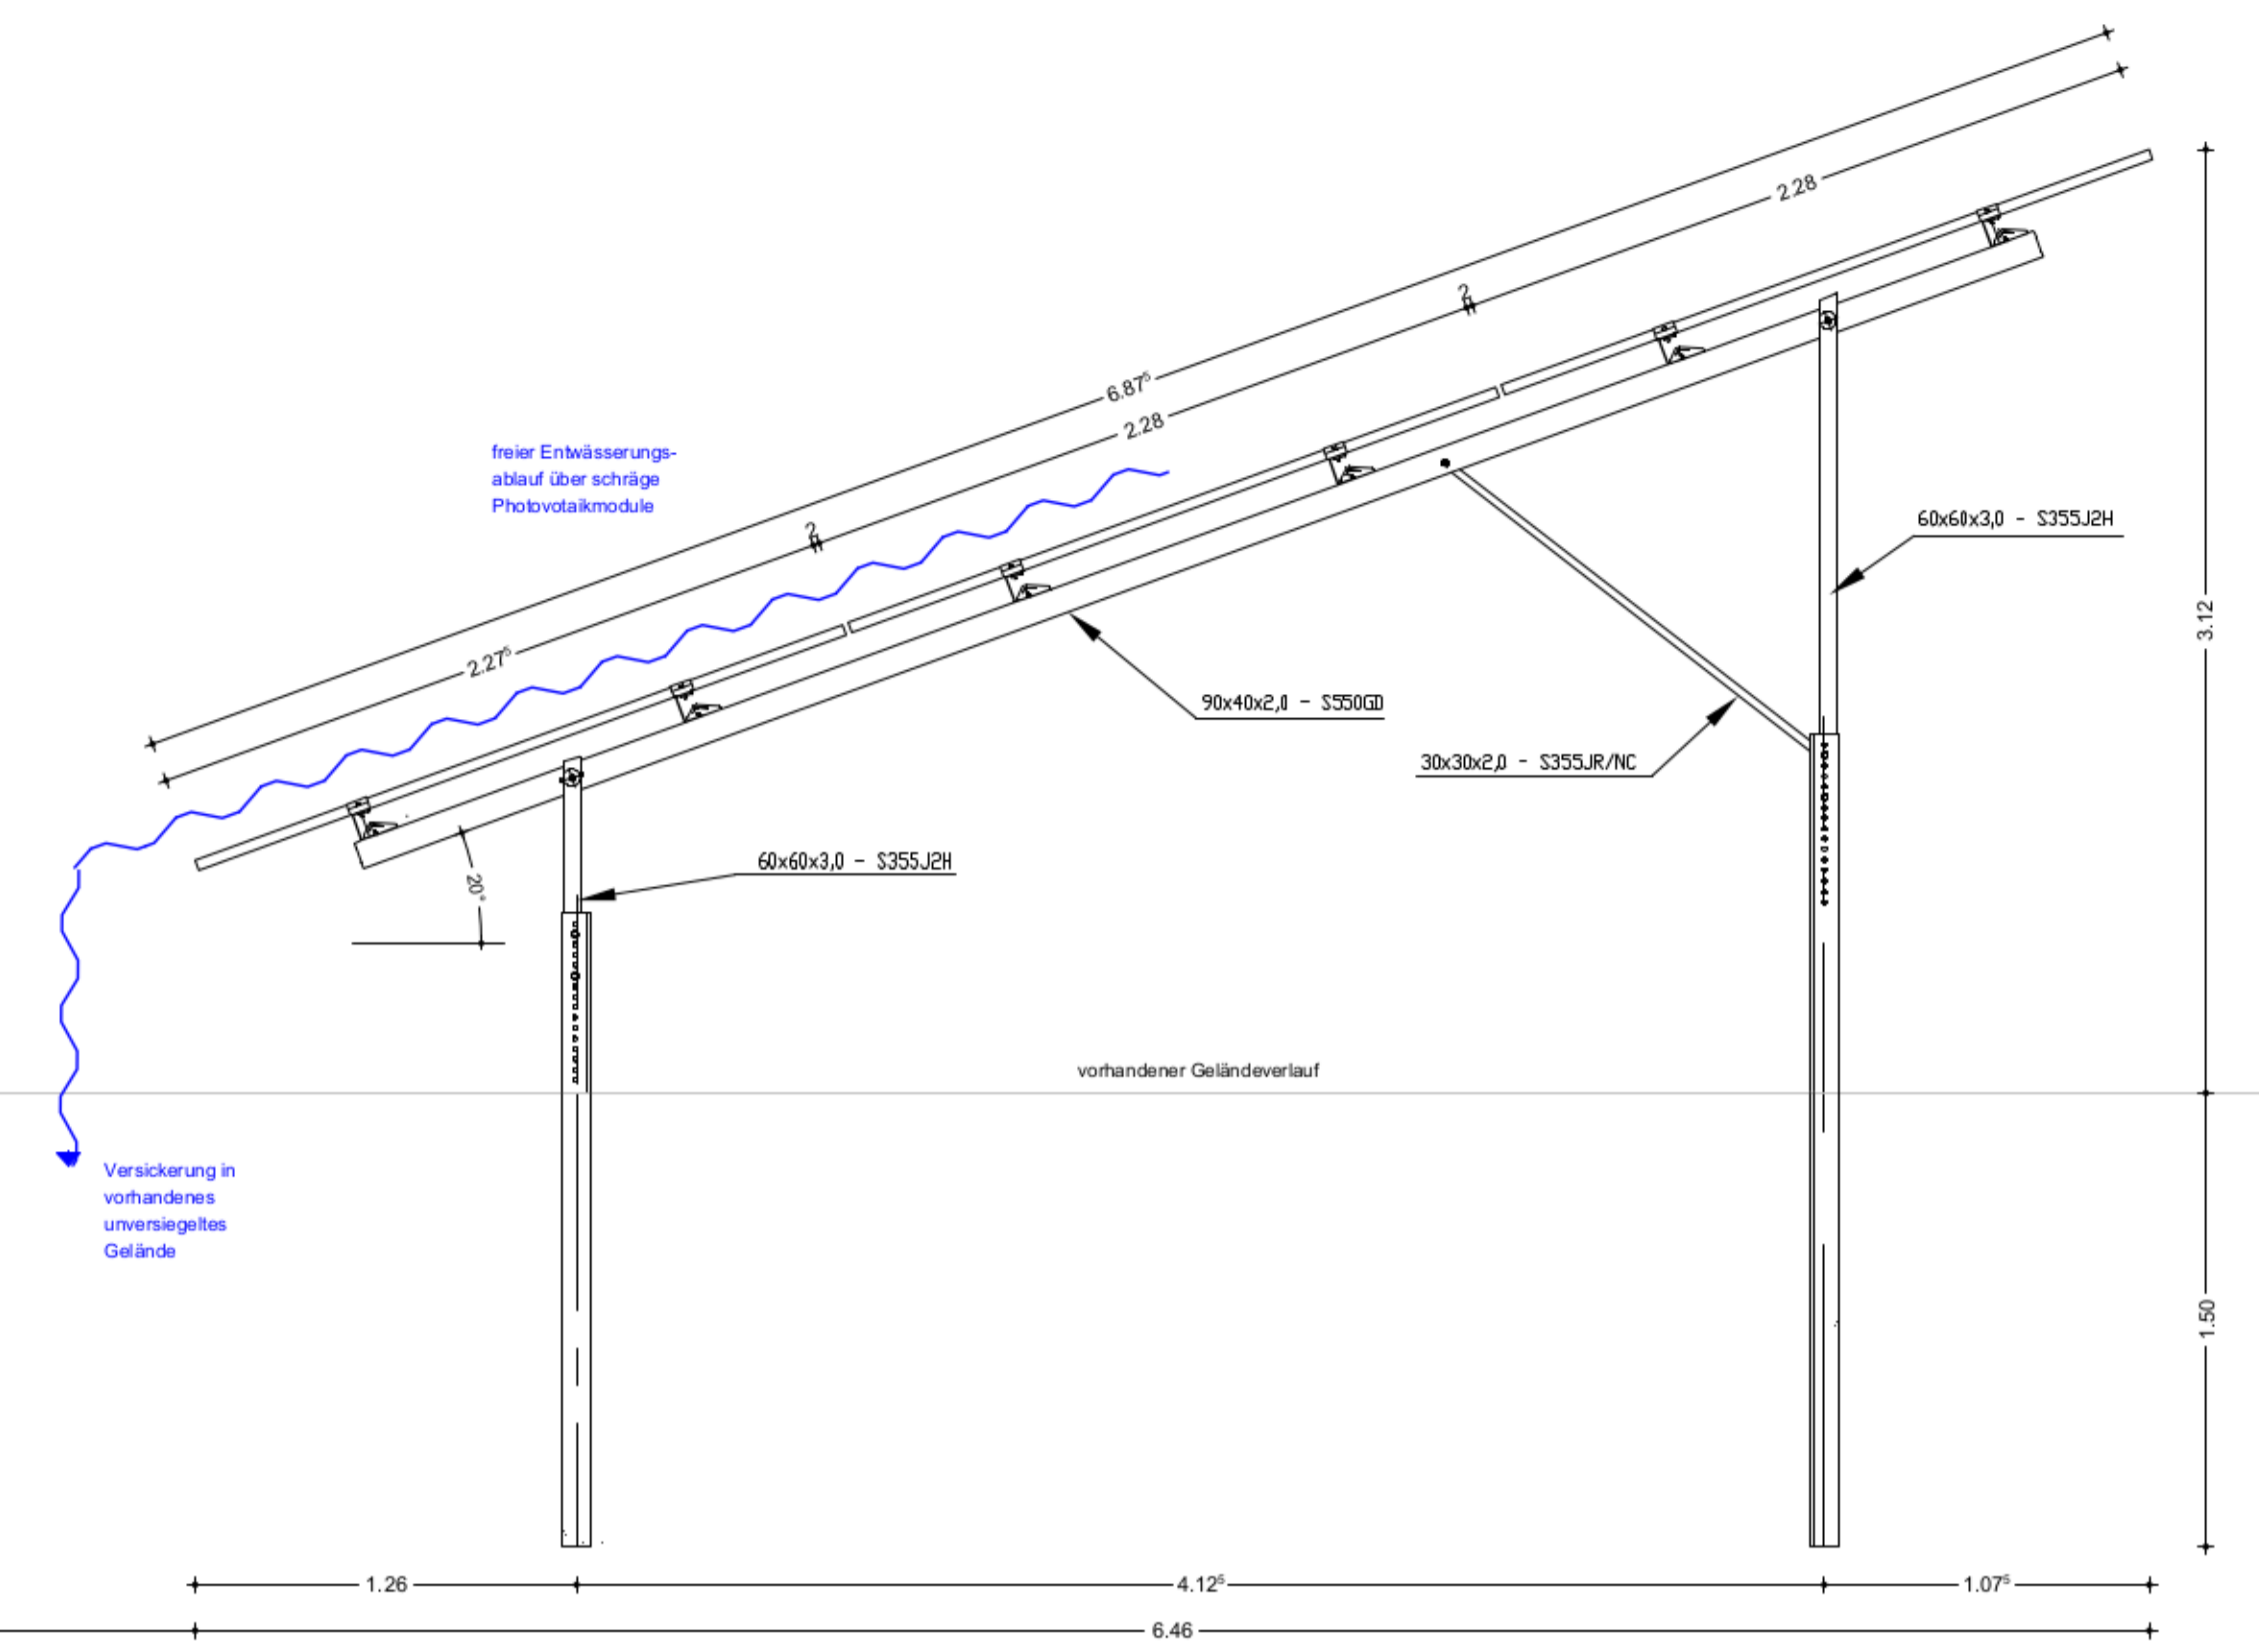 2.28
2
6.87⁵
2.28
freier Entwässerungs-
ablauf über schräge
Photovotaikmodule
60x60x3,0 - S355J2H
2
3.12
2.27⁵
90x40x2,0 - S550GD
30x30x2,0 - S355JR/NC
60x60x3,0 - S355J2H
20°
vorhandener Geländeverlauf
Versickerung in
vorhandenes
unversiegeltes
Gelände
1.50
1.26
4.12⁵
1.07⁵
6.46